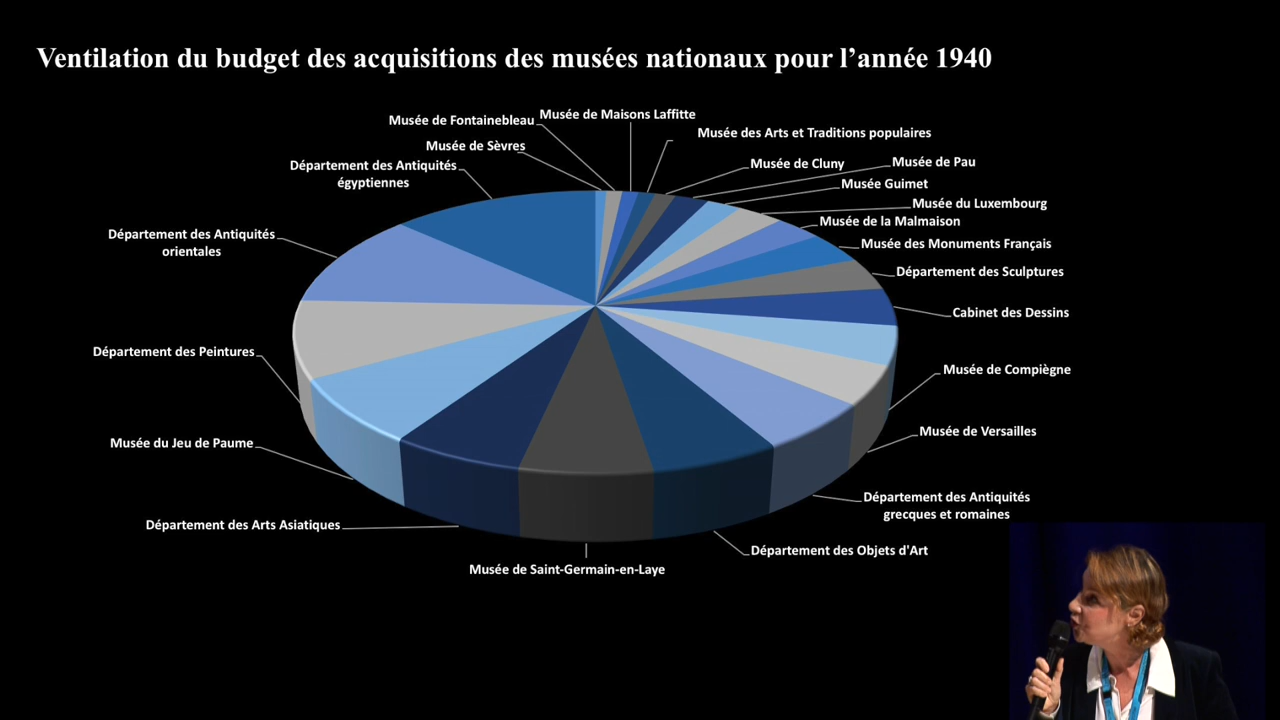 Ventilation du budget des acquisitions des musées nationaux pour l’année 1940
Musée de Fontainebleau
Musée de Maisons Laffitte
Musée des Arts et Traditions populaires
Musée de Sèvres
Musée de Cluny
Musée de Pau
Département des Antiquités
égyptiennes
Musée Guimet
Musée du Luxembourg
Musée de la Malmaison
Département des Antiquités
orientales
Musée des Monuments Français
Département des Sculptures
Cabinet des Dessins
Département des Peintures
Musée de Compiègne
Musée de Versailles
Musée du Jeu de Paume
Département des Antiquités
grecques et romaines
Département des Arts Asiatiques
Département des Objets d'Art
Musée de Saint-Germain-en-Laye